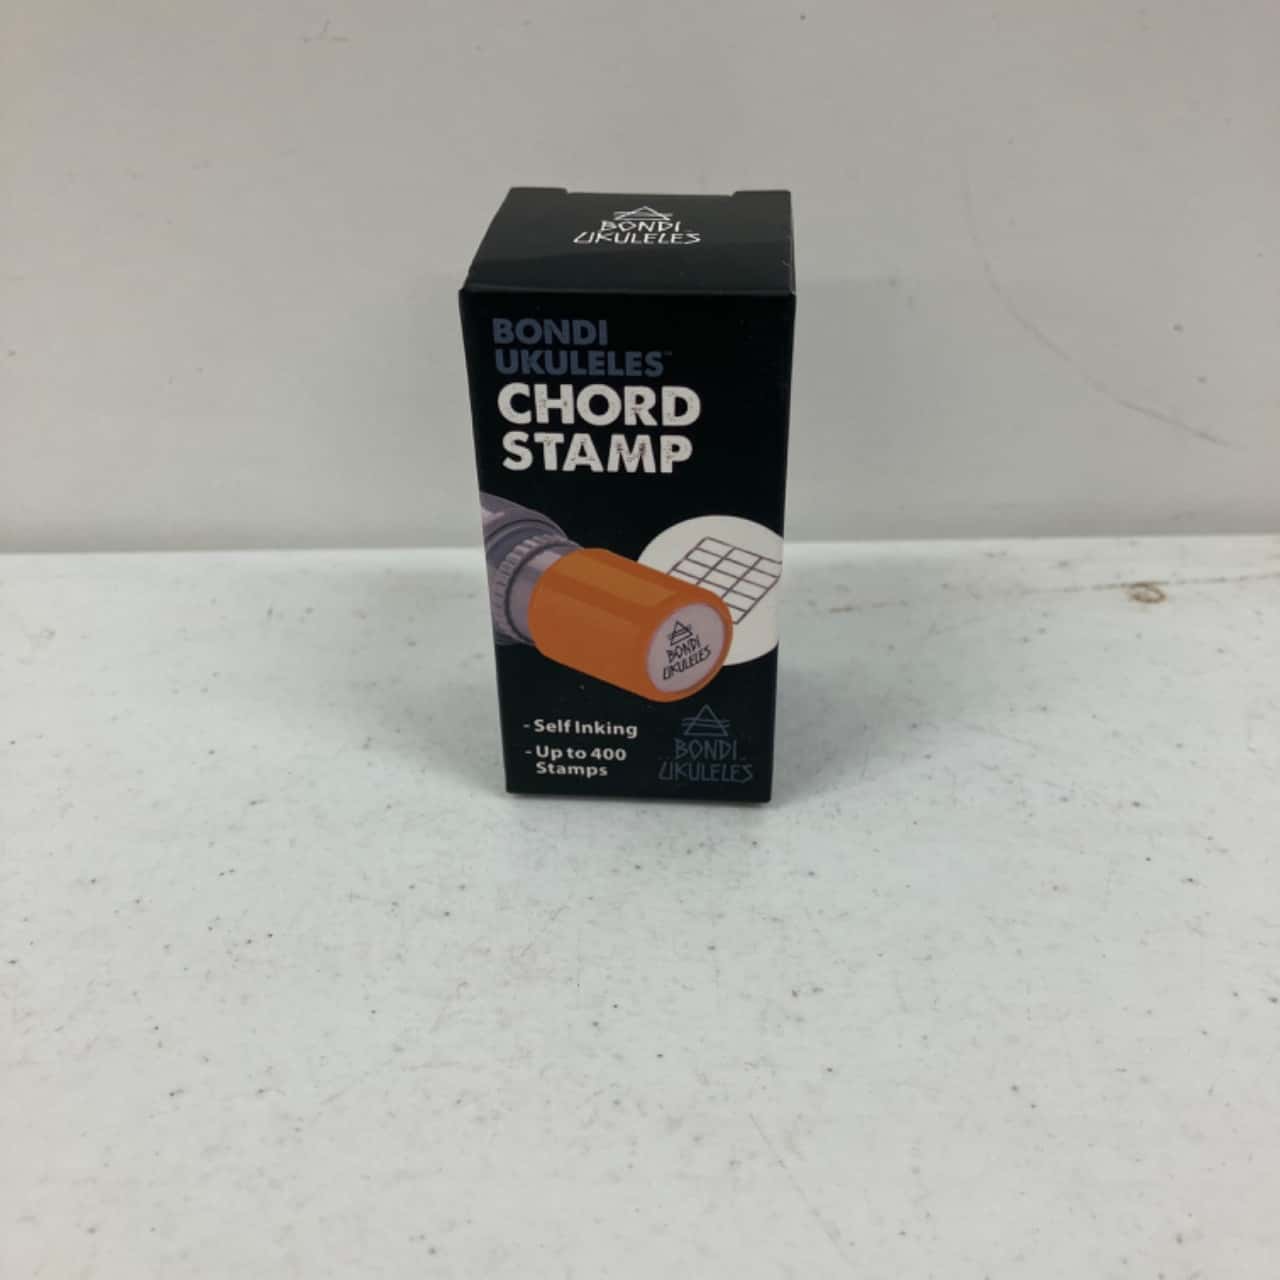 BONDI
UKULELES
BONDI
UKULELES™
CHORD
STAMP
BONDI
UKULELES
- Self Inking
- Up to 400
Stamps
BONDI
UKULELES